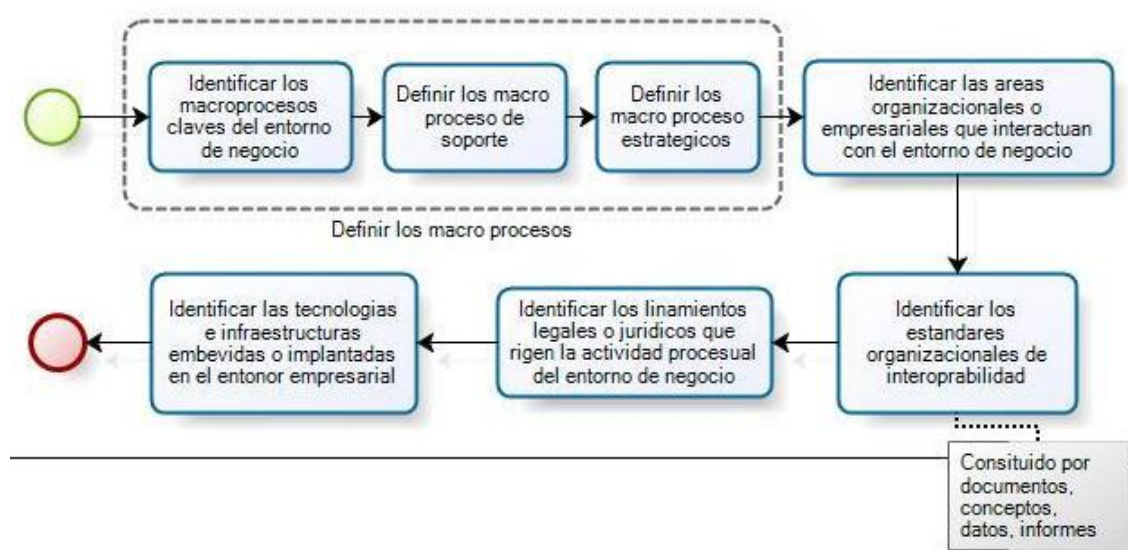 Identificar los
macroprocesos
claves del entorno
de negocio
Definir los macro
proceso de
soporte
Definir los
macro proceso
estrategicos
Identificar las areas
organizacionales o
empresariales que interactuan
con el entorno de negocio
Definir los macro procesos
Identificar las tecnologias
e infraestructuras
embevidas o implantadas
en el entonor empresarial
Identificar los linamientos
legales o juridicos que
rigen la actividad procesual
del entorno de negocio
Identificar los
estandares
organizacionales de
interoprabilidad
Consituido por
documentos,
conceptos,
datos, informes